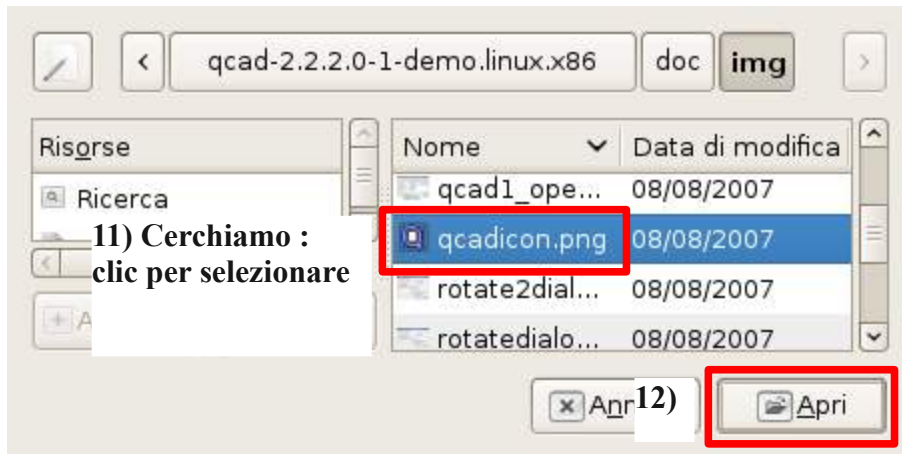 qcad-2.2.2.0-1-demo.linux.x86 doc img
Risorse
Nome Data di modifica
Ricerca
qcad1_ope... 08/08/2007
11) Cerchiamo :
clic per selezionare
qcadicon.png 08/08/2007
rotate2dial... 08/08/2007
A
rotatedialo... 08/08/2007
12)
Apri